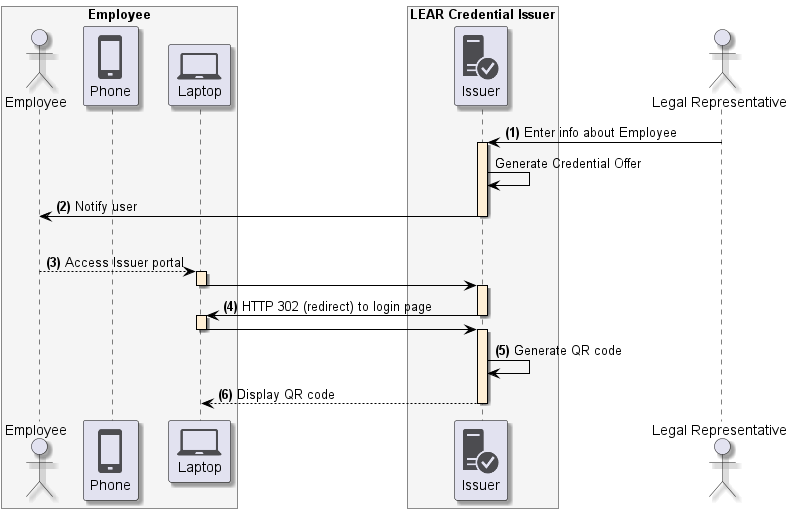 Employee
LEAR Credential Issuer
Employee
Phone
Laptop
Issuer
Legal Representative
(1) Enter info about Employee
Generate Credential Offer
(2) Notify user
(3) Access Issuer portal
(4) HTTP 302 (redirect) to login page
(5) Generate QR code
(6) Display QR code
Employee
Phone
Laptop
Issuer
Legal Representative